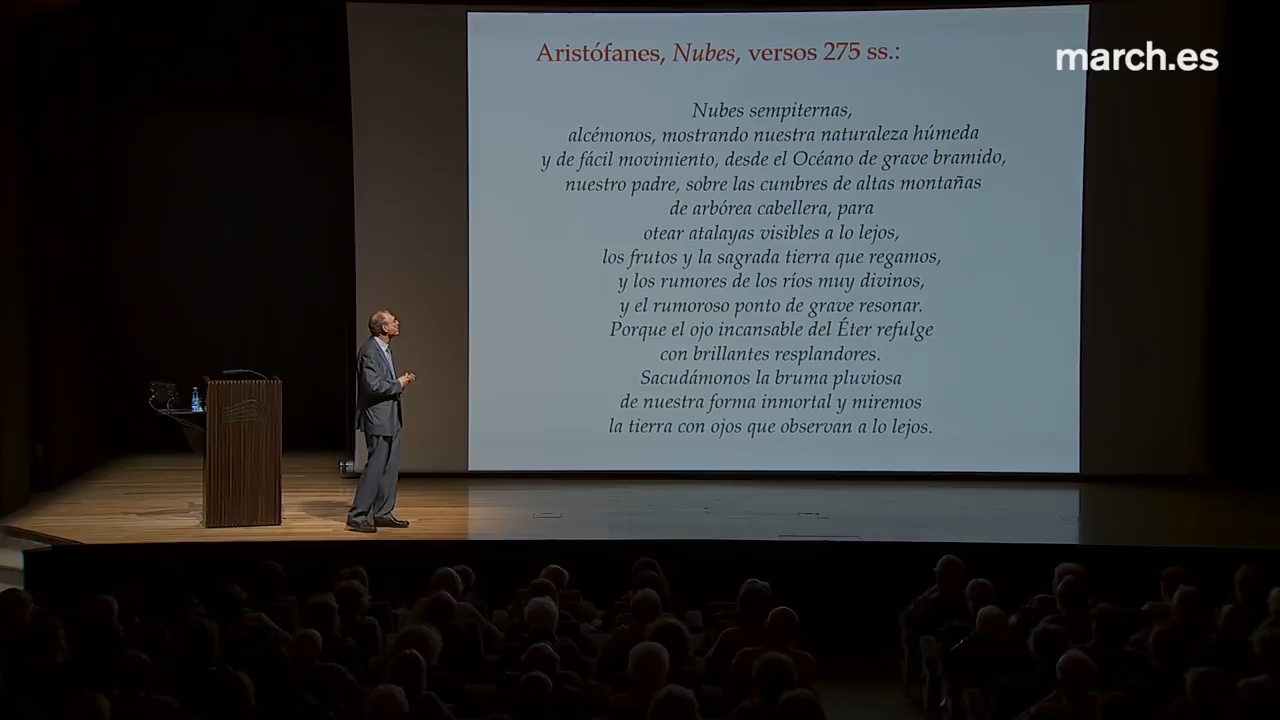 Aristófanes, Nubes, versos 275 ss.:
march.es
Nubes sempiternas,
alcémonos, mostrando nuestra naturaleza húmeda
y de fácil movimiento, desde el Océano de grave bramido,
nuestro padre, sobre las cumbres de altas montañas
de arbórea cabellera, para
otear atalayas visibles a lo lejos,
los frutos y la sagrada tierra que regamos,
y los rumores de los ríos muy divinos,
y el rumoroso ponto de grave resonar.
Porque el ojo incansable del Éter refulge
con brillantes resplandores.
Sacudámonos la bruma pluviosa
de nuestra forma inmortal y miremos
la tierra con ojos que observan a lo lejos.